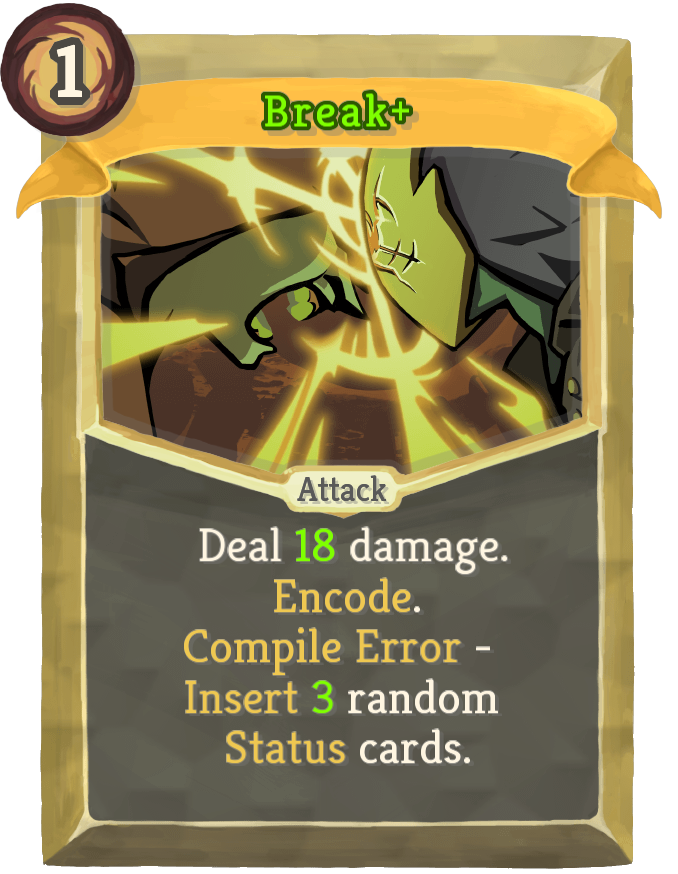 1
Break+
Attack
Deal 18 damage.
Encode.
Compile Error -
Insert 3 random
Status cards.